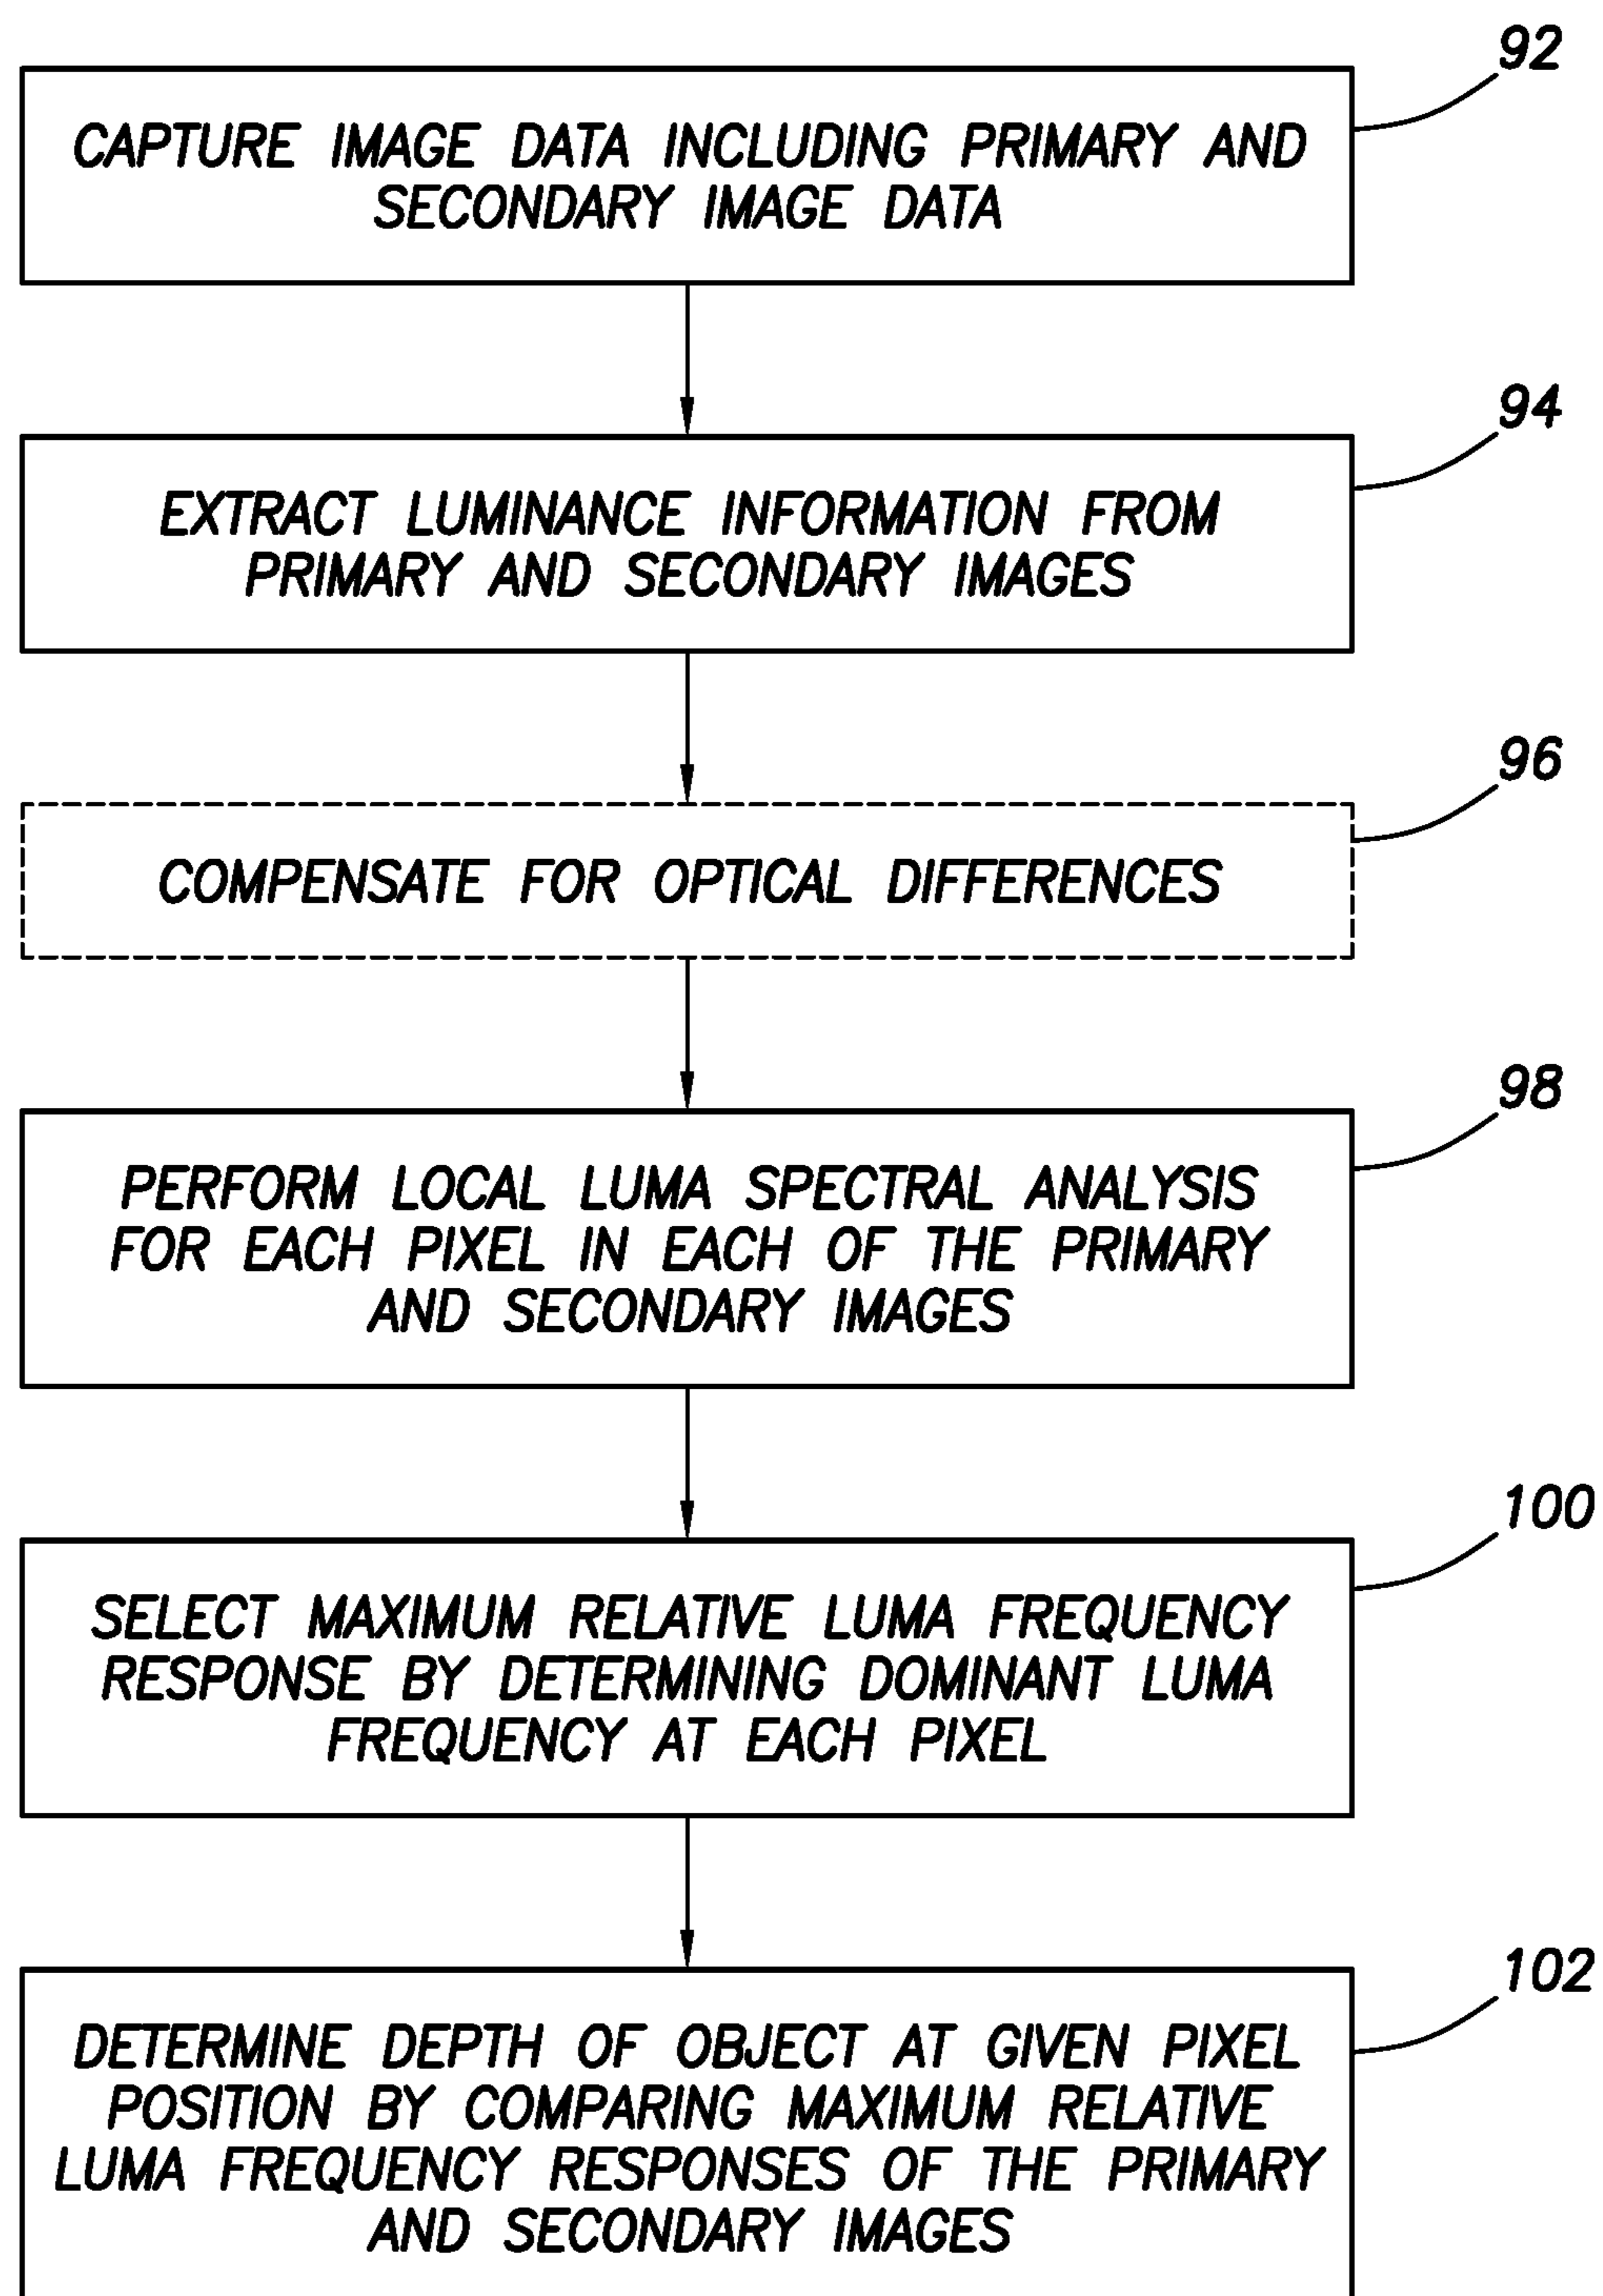 92
CAPTURE IMAGE DATA INCLUDING PRIMARY AND
SECONDARY IMAGE DATA
94
EXTRACT LUMINANCE INFORMATION FROM
PRIMARY AND SECONDARY IMAGES
96
COMPENSATE FOR OPTICAL DIFFERENCES
98
PERFORM LOCAL LUMA SPECTRAL ANALYSIS
FOR EACH PIXEL IN EACH OF THE PRIMARY
AND SECONDARY IMAGES
100
SELECT MAXIMUM RELATIVE LUMA FREQUENCY
RESPONSE BY DETERMINING DOMINANT LUMA
FREQUENCY AT EACH PIXEL
102
DETERMINE DEPTH OF OBJECT AT GIVEN PIXEL
POSITION BY COMPARING MAXIMUM RELATIVE
LUMA FREQUENCY RESPONSES OF THE PRIMARY
AND SECONDARY IMAGES